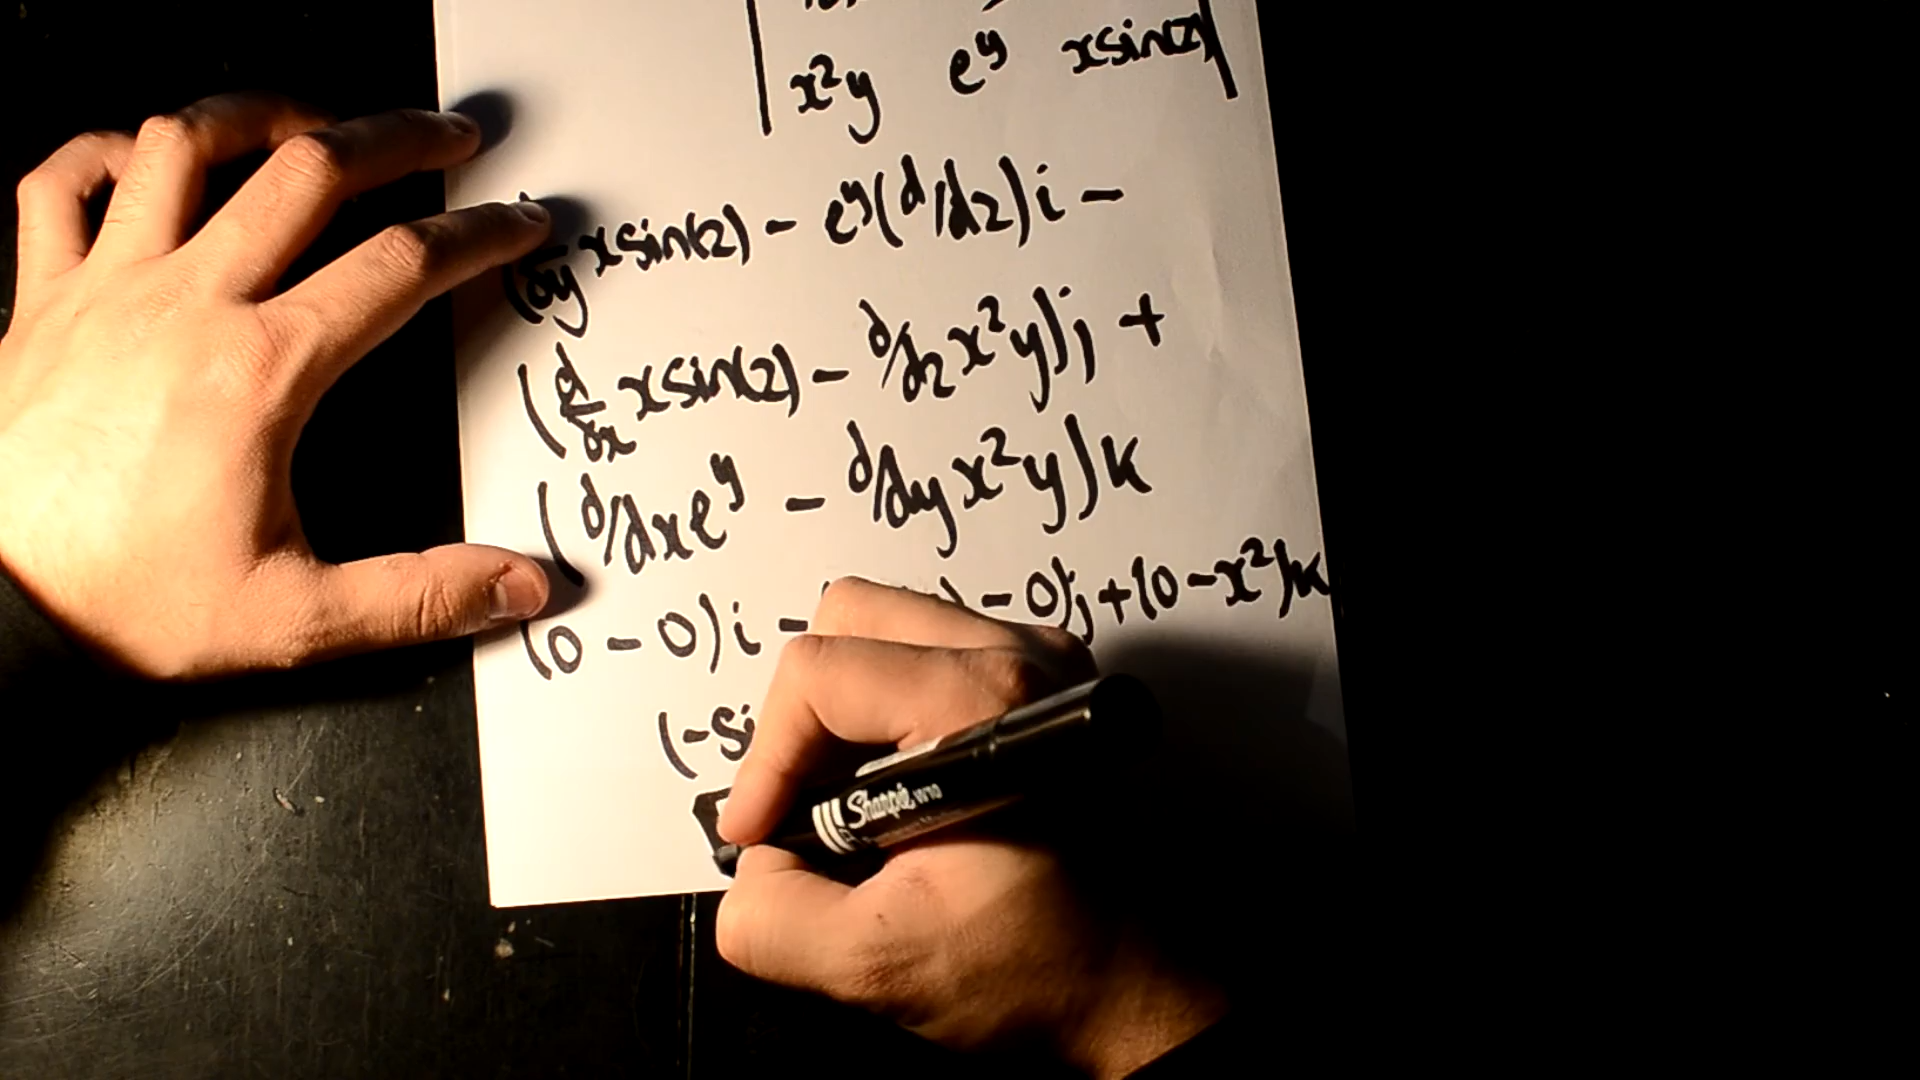 x²y e^y xsin(z)
(d/dy xsin(z) - e^y(d/dz)i -
(d/dx xsin(z) - d/dz x²y)j +
(d/dx e^y - d/dy x²y)k
(0 - 0)i - - 0)j + (0 - x²)k
(-si
Sharpie W10